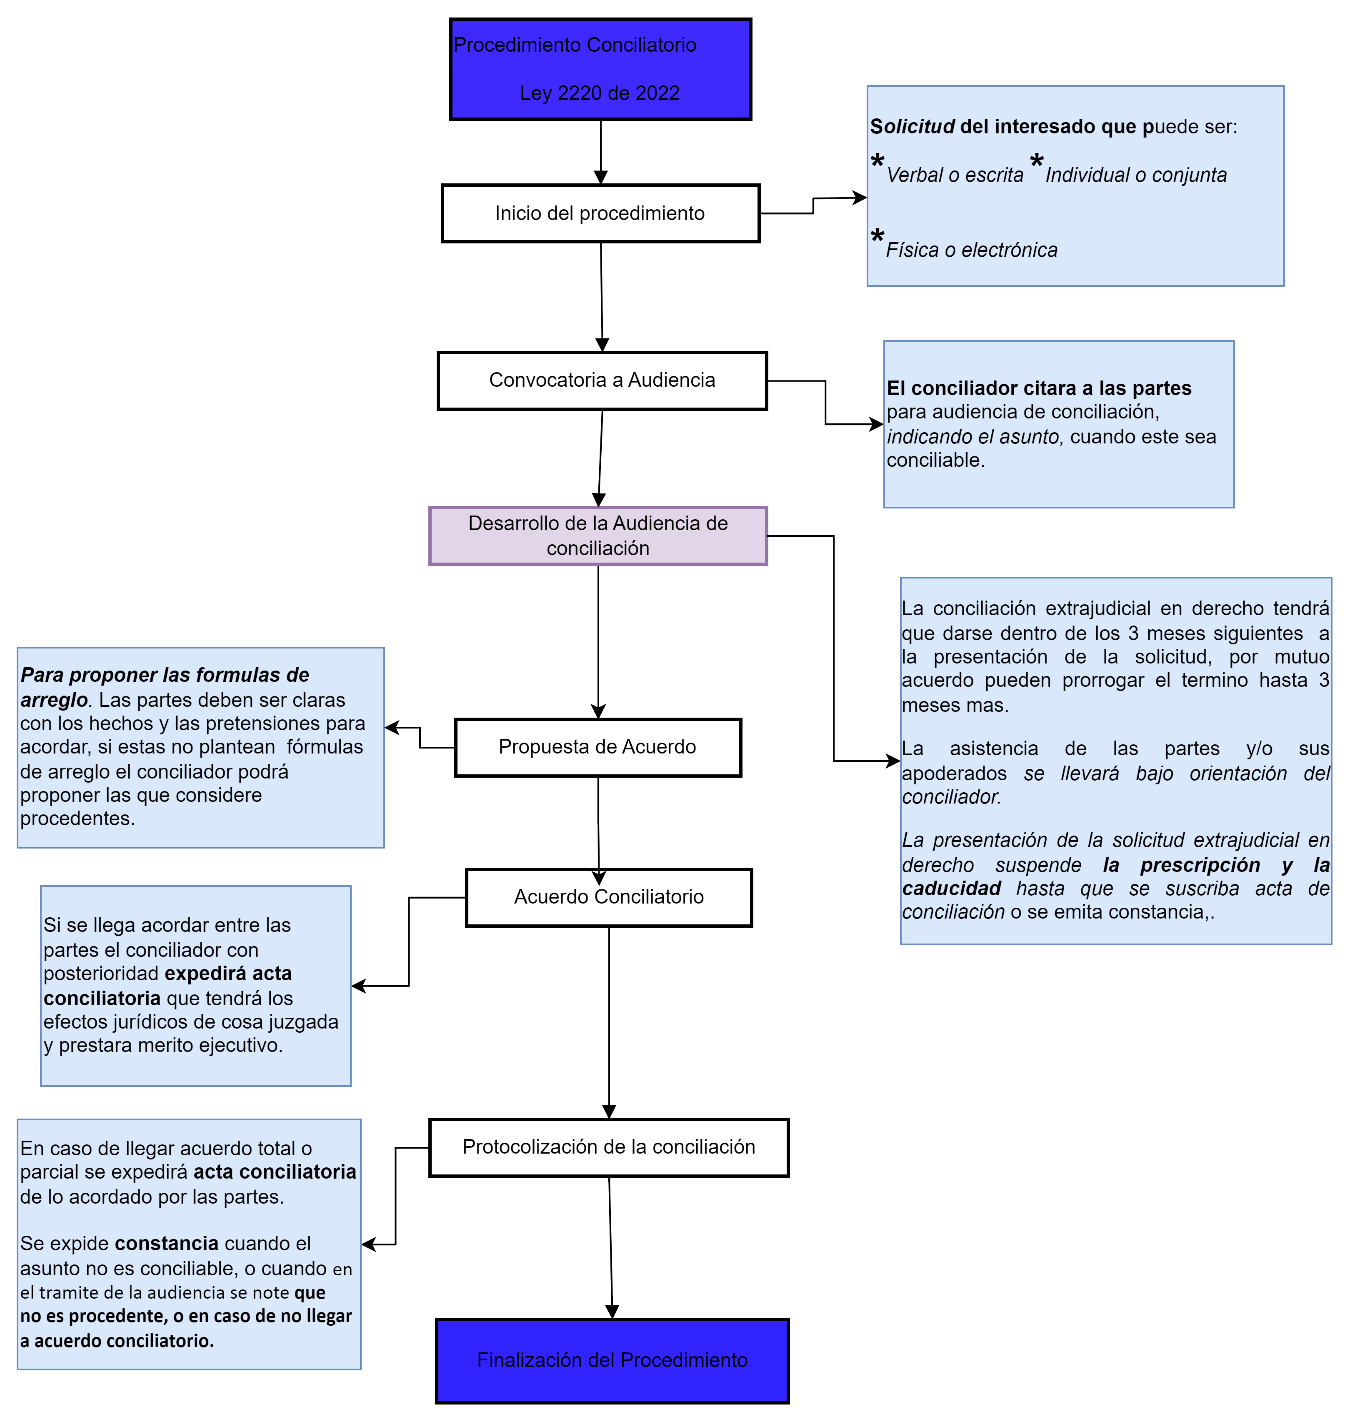 Procedimiento Conciliatorio
Ley 2220 de 2022
Solicitud del interesado que puede ser:
*Verbal o escrita *Individual o conjunta
*Física o electrónica
Inicio del procedimiento
Convocatoria a Audiencia
El conciliador citara a las partes
para audiencia de conciliación,
indicando el asunto, cuando este sea
conciliable.
Desarrollo de la Audiencia de
conciliación
La conciliación extrajudicial en derecho tendrá
que darse dentro de los 3 meses siguientes a
la presentación de la solicitud, por mutuo
acuerdo pueden prorrogar el termino hasta 3
meses mas.
La asistencia de las partes y/o sus
apoderados se llevará bajo orientación del
conciliador.
La presentación de la solicitud extrajudicial en
derecho suspende la prescripción y la
caducidad hasta que se suscriba acta de
conciliación o se emita constancia,.
Para proponer las formulas de
arreglo. Las partes deben ser claras
con los hechos y las pretensiones para
acordar, si estas no plantean fórmulas
de arreglo el conciliador podrá
proponer las que considere
procedentes.
Propuesta de Acuerdo
Acuerdo Conciliatorio
Si se llega acordar entre las
partes el conciliador con
posterioridad expedirá acta
conciliatoria que tendrá los
efectos jurídicos de cosa juzgada
y prestara merito ejecutivo.
Protocolización de la conciliación
En caso de llegar acuerdo total o
parcial se expedirá acta conciliatoria
de lo acordado por las partes.
Se expide constancia cuando el
asunto no es conciliable, o cuando en
el tramite de la audiencia se note que
no es procedente, o en caso de no llegar
a acuerdo conciliatorio.
Finalización del Procedimiento